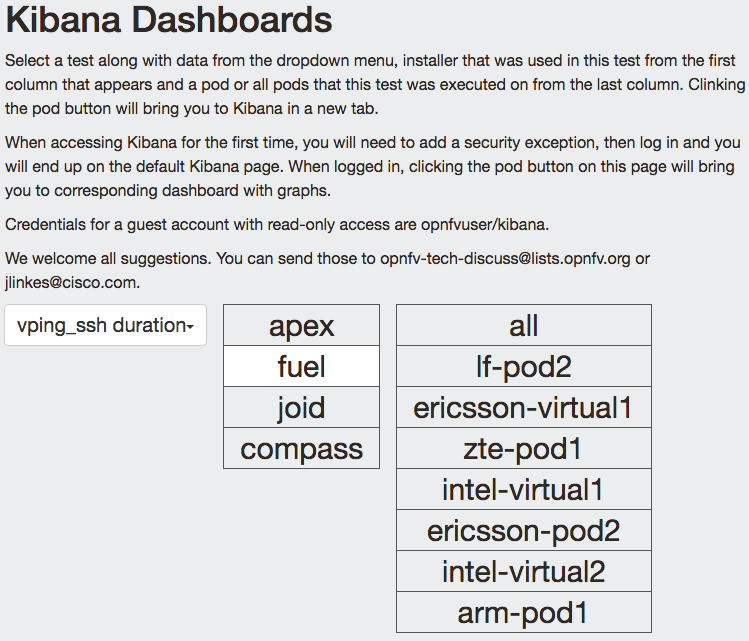 Kibana Dashboards
Select a test along with data from the dropdown menu, installer that was used in this test from the first
column that appears and a pod or all pods that this test was executed on from the last column. Clinking
the pod button will bring you to Kibana in a new tab.
When accessing Kibana for the first time, you will need to add a security exception, then log in and you
will end up on the default Kibana page. When logged in, clicking the pod button on this page will bring
you to corresponding dashboard with graphs.
Credentials for a guest account with read-only access are opnfvuser/kibana.
We welcome all suggestions. You can send those to opnfv-tech-discuss@lists.opnfv.org or
jlinkes@cisco.com.
vping_ssh duration
apex
fuel
joid
compass
all
lf-pod2
ericsson-virtual1
zte-pod1
intel-virtual1
ericsson-pod2
intel-virtual2
arm-pod1